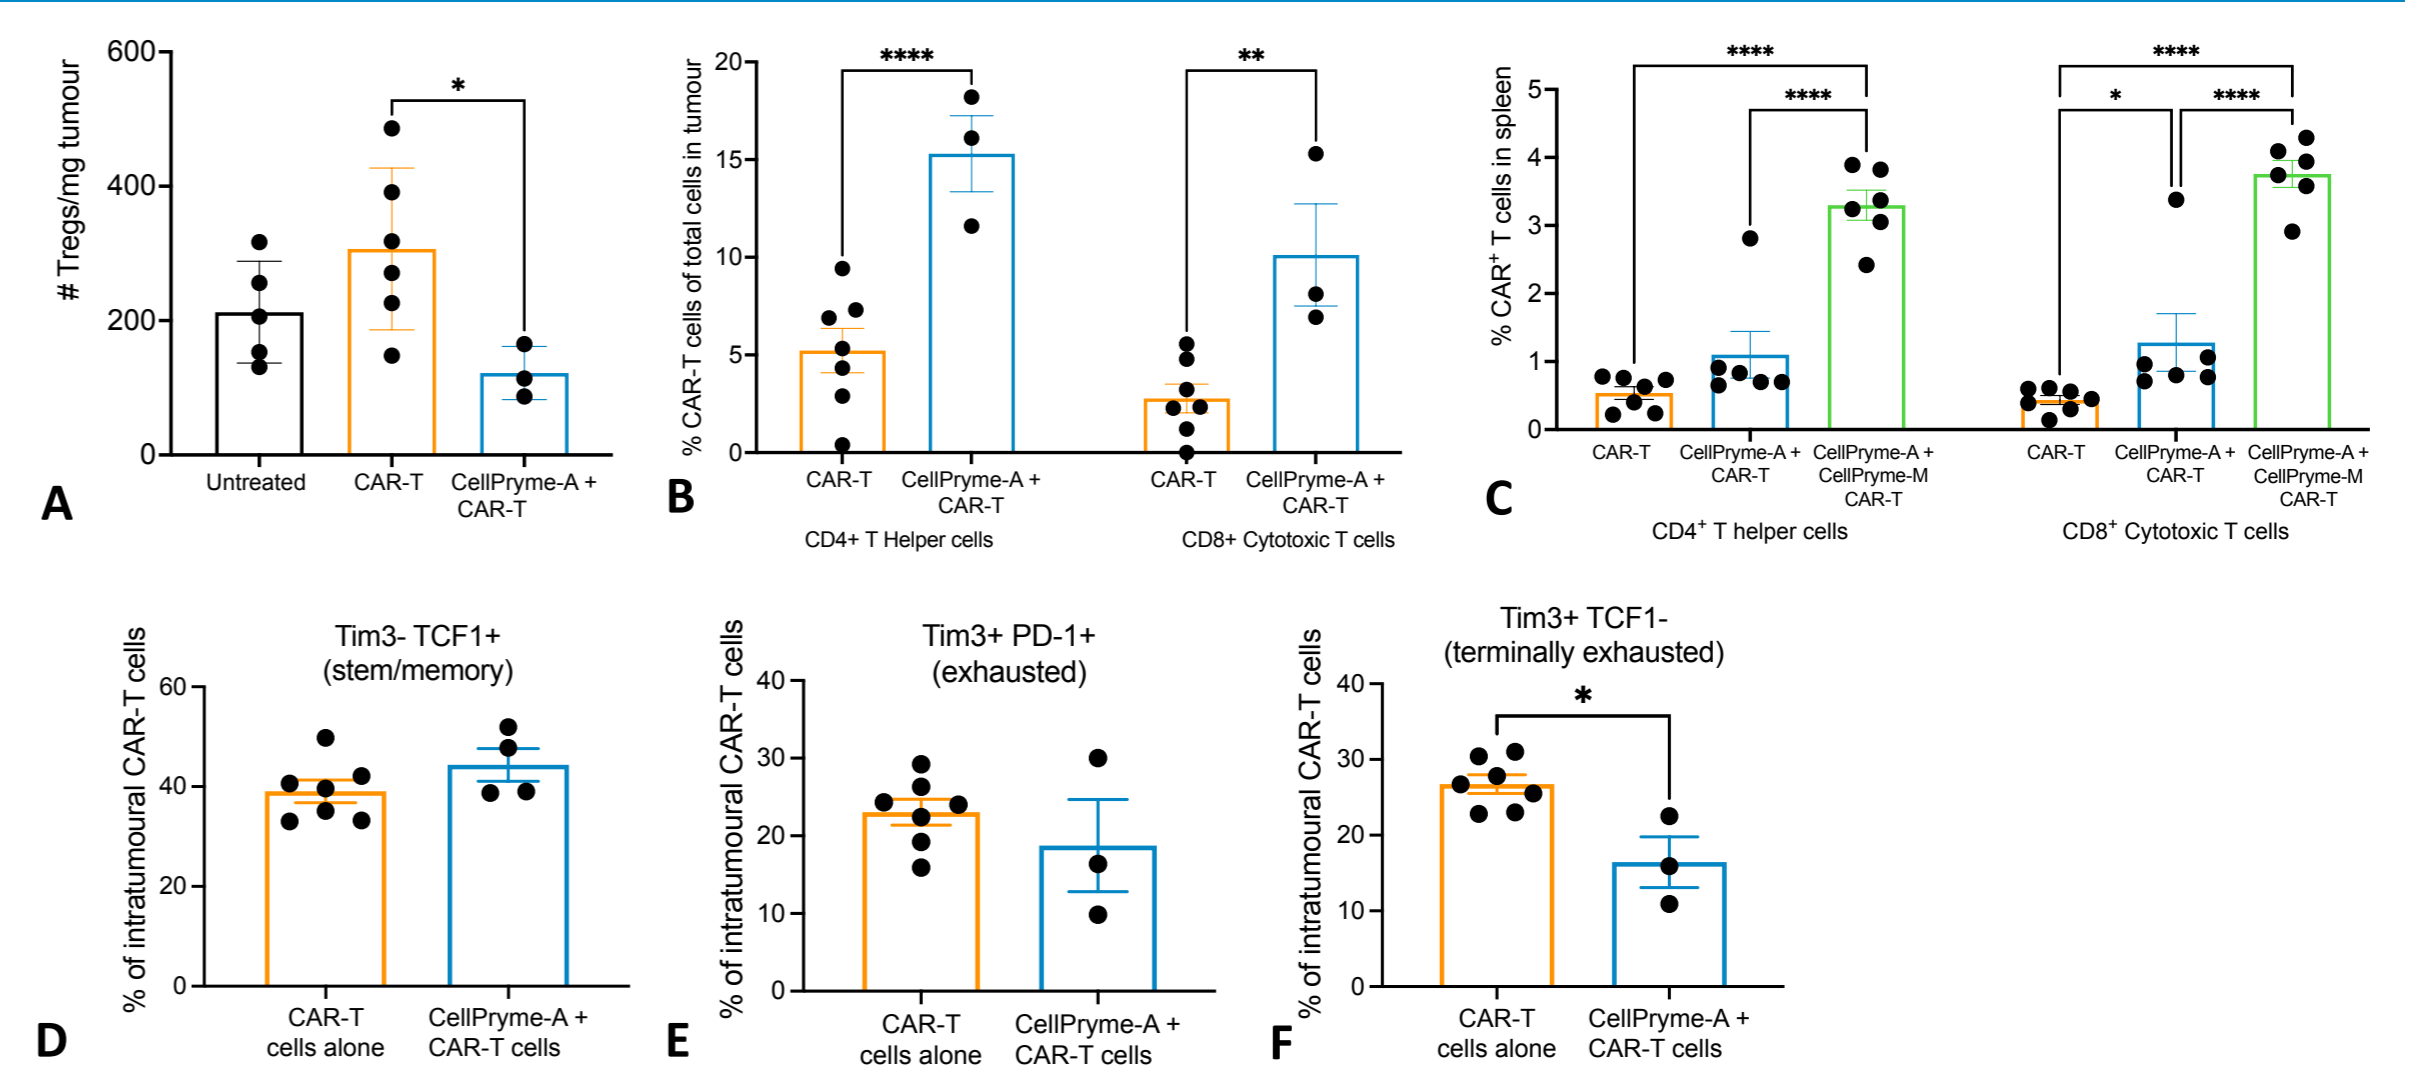 # Tregs/mg tumour
600
400
200
0
*
Untreated
CAR-T
CellPryme-A +
CAR-T
A
% CAR-T cells of total cells in tumour
20
15
10
5
0
****
**
CAR-T
CellPryme-A +
CAR-T
CAR-T
CellPryme-A +
CAR-T
CD4+ T Helper cells
CD8+ Cytotoxic T cells
B
% CAR⁺ T cells in spleen
5
4
3
2
1
0
****
****
****
*
****
CAR-T
CellPryme-A +
CAR-T
CellPryme-A +
CellPryme-M
CAR-T
CAR-T
CellPryme-A +
CAR-T
CellPryme-A +
CellPryme-M
CAR-T
CD4⁺ T helper cells
CD8⁺ Cytotoxic T cells
C
Tim3- TCF1+
(stem/memory)
% of intratumoural CAR-T cells
60
40
20
0
CAR-T
cells alone
CellPryme-A +
CAR-T cells
D
Tim3+ PD-1+
(exhausted)
% of intratumoural CAR-T cells
40
30
20
10
0
CAR-T
cells alone
CellPryme-A +
CAR-T cells
E
Tim3+ TCF1-
(terminally exhausted)
% of intratumoural CAR-T cells
40
30
20
10
0
*
CAR-T
cells alone
CellPryme-A +
CAR-T cells
F